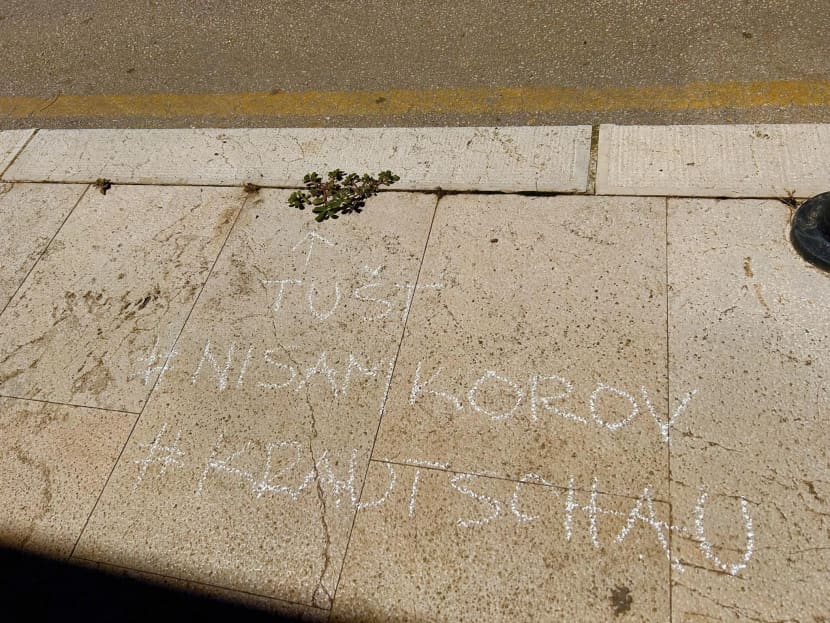 ↑
TUŠT
#NISAMKOROV
#KRAUTSCHAU